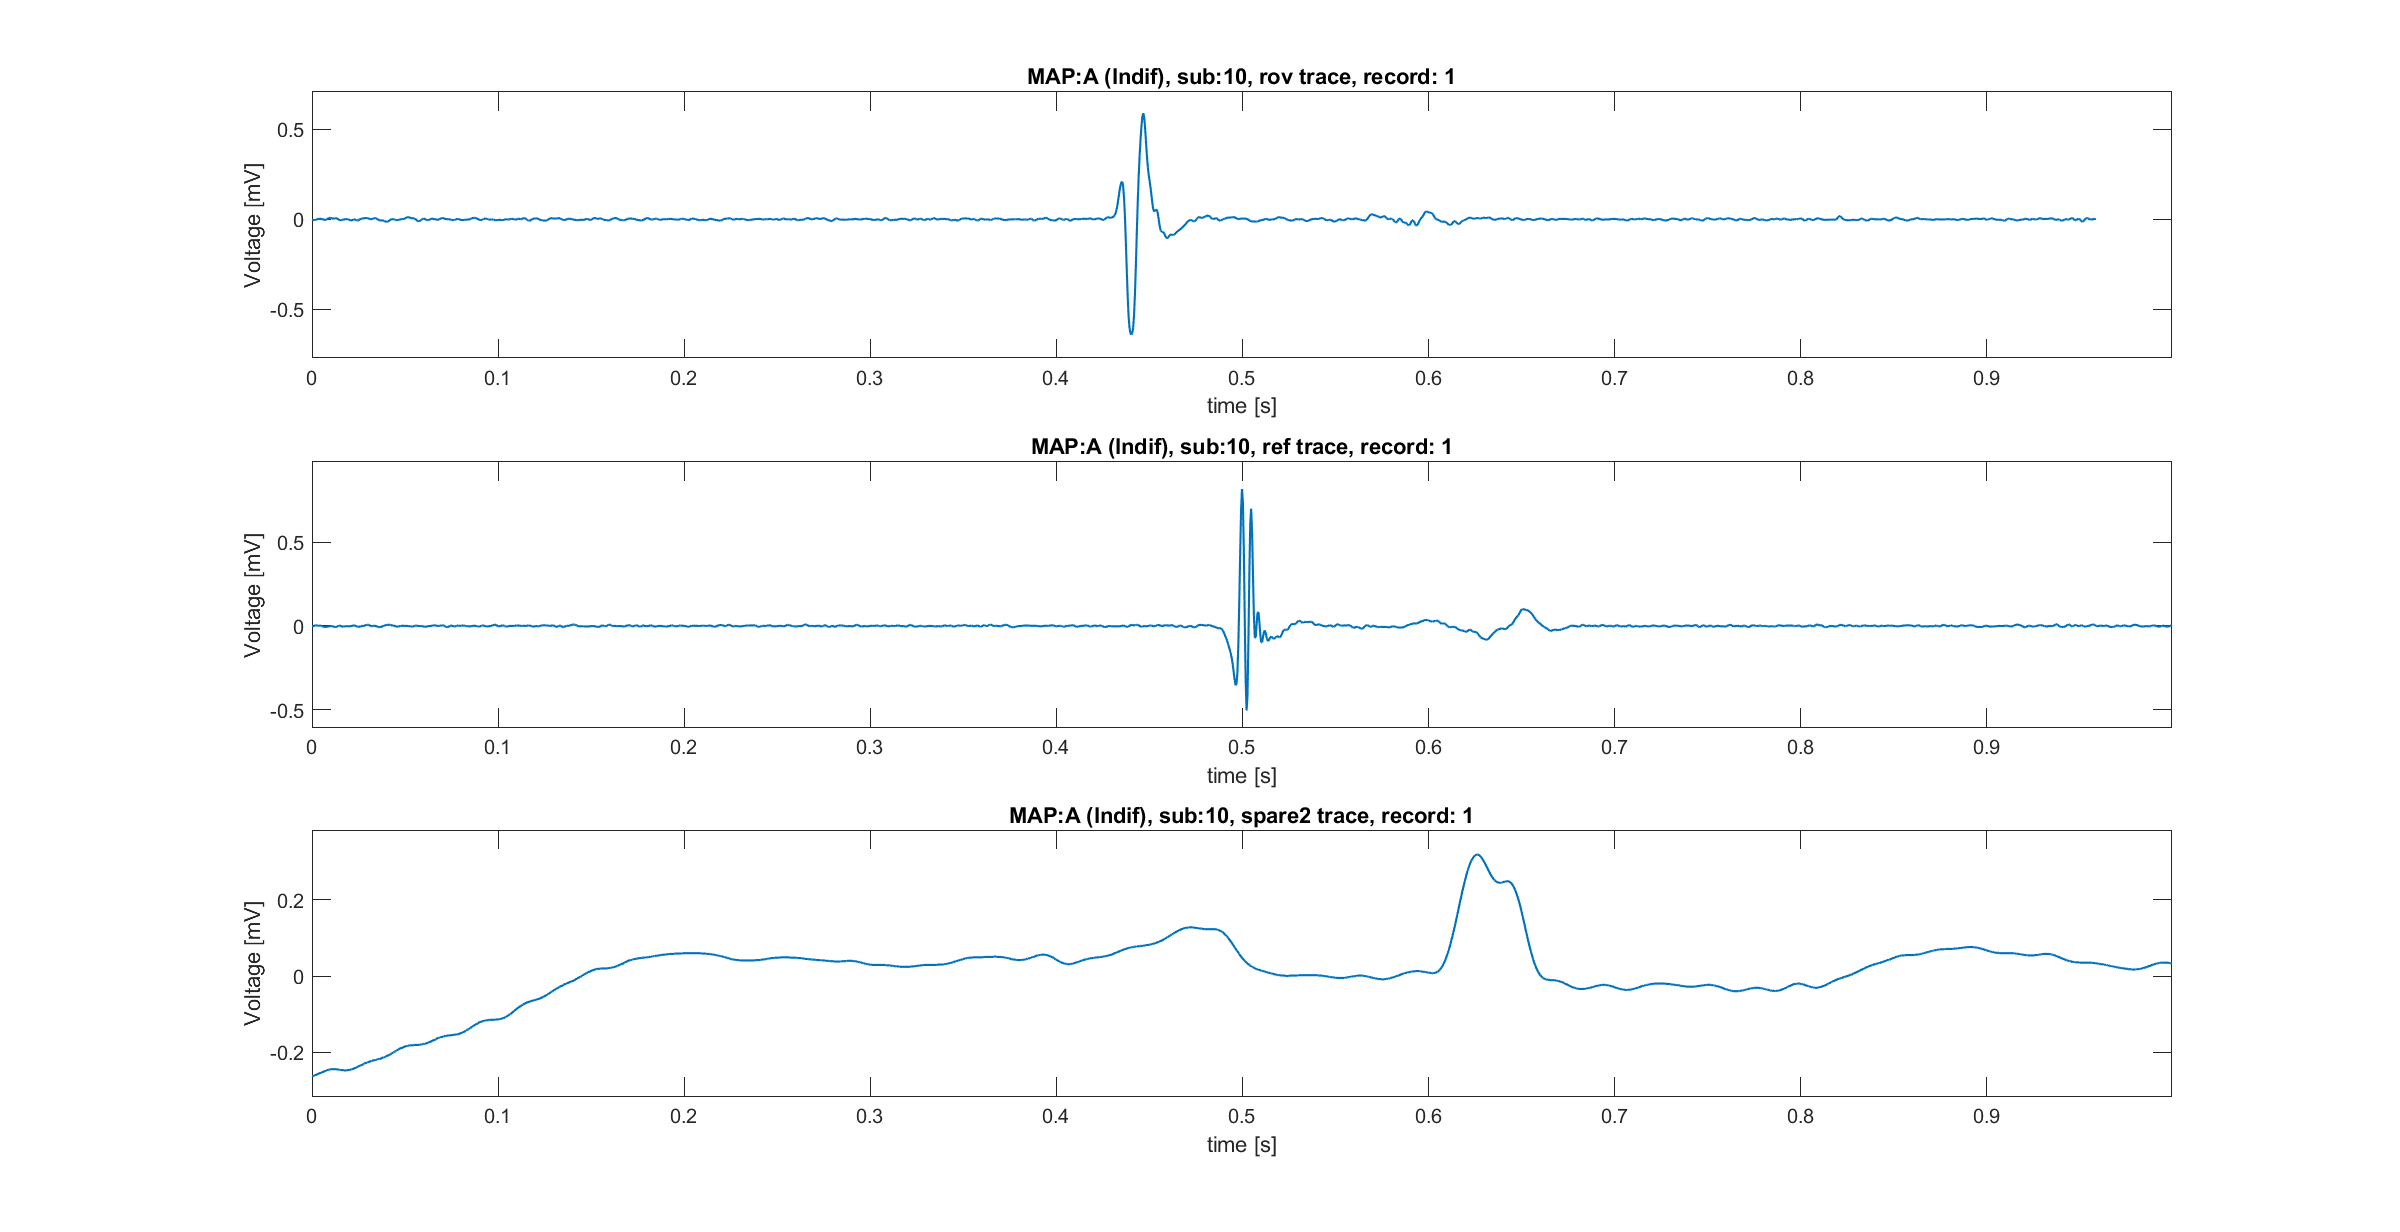 MAP:A (Indif), sub:10, rov trace, record: 1
0.5
0
-0.5
Voltage [mV]
0 0.1 0.2 0.3 0.4 0.5 0.6 0.7 0.8 0.9
time [s]
MAP:A (Indif), sub:10, ref trace, record: 1
0.5
0
-0.5
Voltage [mV]
0 0.1 0.2 0.3 0.4 0.5 0.6 0.7 0.8 0.9
time [s]
MAP:A (Indif), sub:10, spare2 trace, record: 1
0.2
0
-0.2
Voltage [mV]
0 0.1 0.2 0.3 0.4 0.5 0.6 0.7 0.8 0.9
time [s]